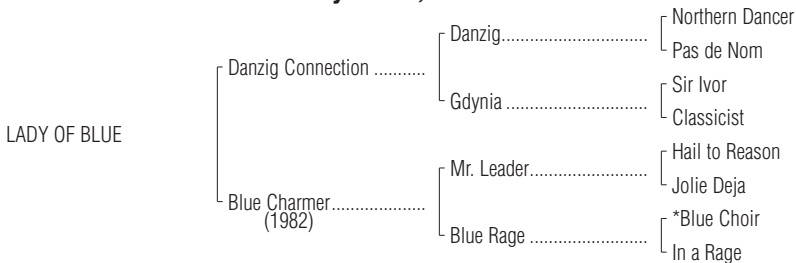 Northern Dancer
Danzig....................................
Pas de Nom
Danzig Connection ...........
Sir Ivor
Gdynia ...................................
Classicist
LADY OF BLUE
Hail to Reason
Mr. Leader.............................
Jolie Deja
Blue Charmer.....................
(1982)
*Blue Choir
Blue Rage .............................
In a Rage